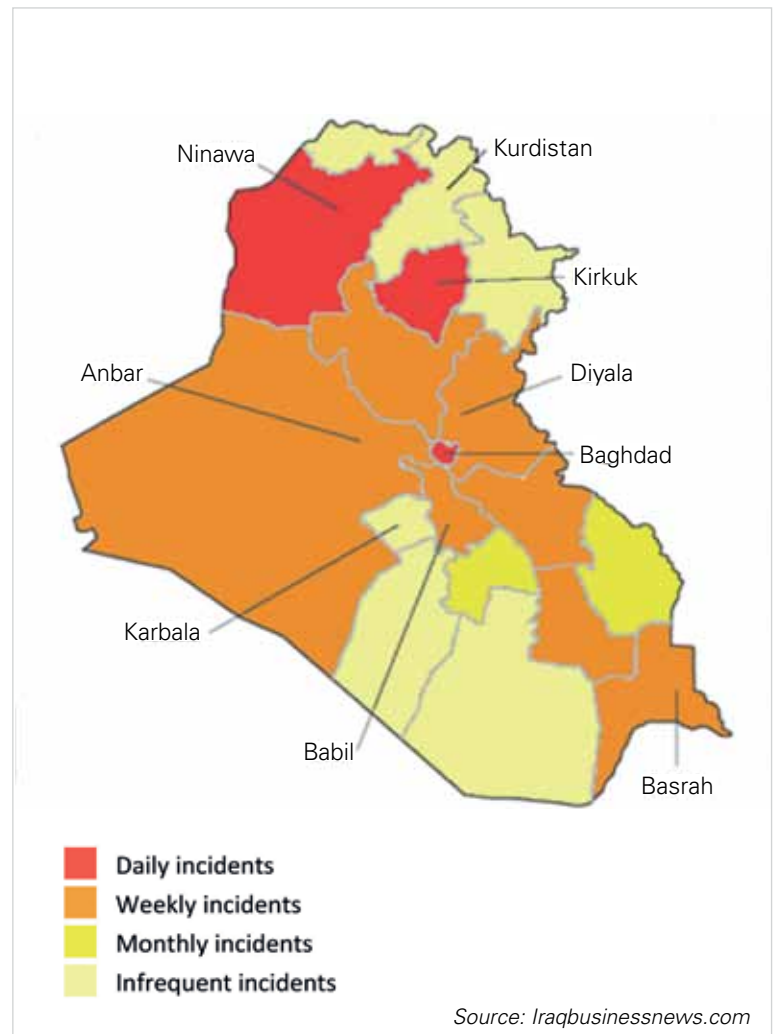 Ninawa
Kurdistan
Kirkuk
Anbar
Diyala
Baghdad
Karbala
Babil
Basrah
Daily incidents
Weekly incidents
Monthly incidents
Infrequent incidents
Source: Iraqbusinessnews.com